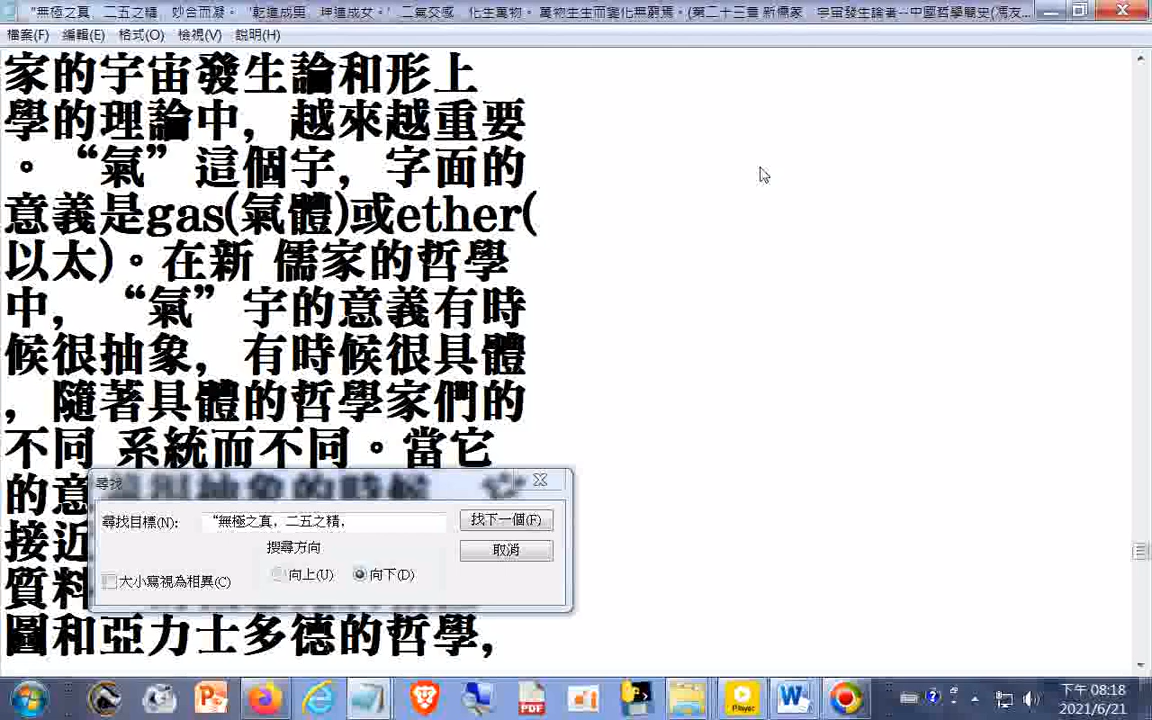 “無極之真，二五之精，妙合而凝。‘乾道成男，坤道成女。’二氣交感，化生萬物。萬物生生而變化無窮焉。(第二十三章 新儒家：宇宙發生論者--中國哲學簡史(馮友
檔案(F) 編輯(E) 格式(O) 檢視(V) 說明(H)
家的宇宙發生論和形上
學的理論中，越來越重要
。“氣”這個字，字面的
意義是gas(氣體)或ether(
以太)。在新 儒家的哲學
中，“氣”字的意義有時
候很抽象，有時候很具體
，隨著具體的哲學家們的
不同 系統而不同。當它
的意
接近
質料
圖和亞力士多德的哲學，
尋找
尋找目標(N): “無極之真，二五之精， 找下一個(F)
搜尋方向
取消
大小寫視為相異(C) 向上(U) 向下(D)
PDF
Player
下午 08:18
2021/6/21